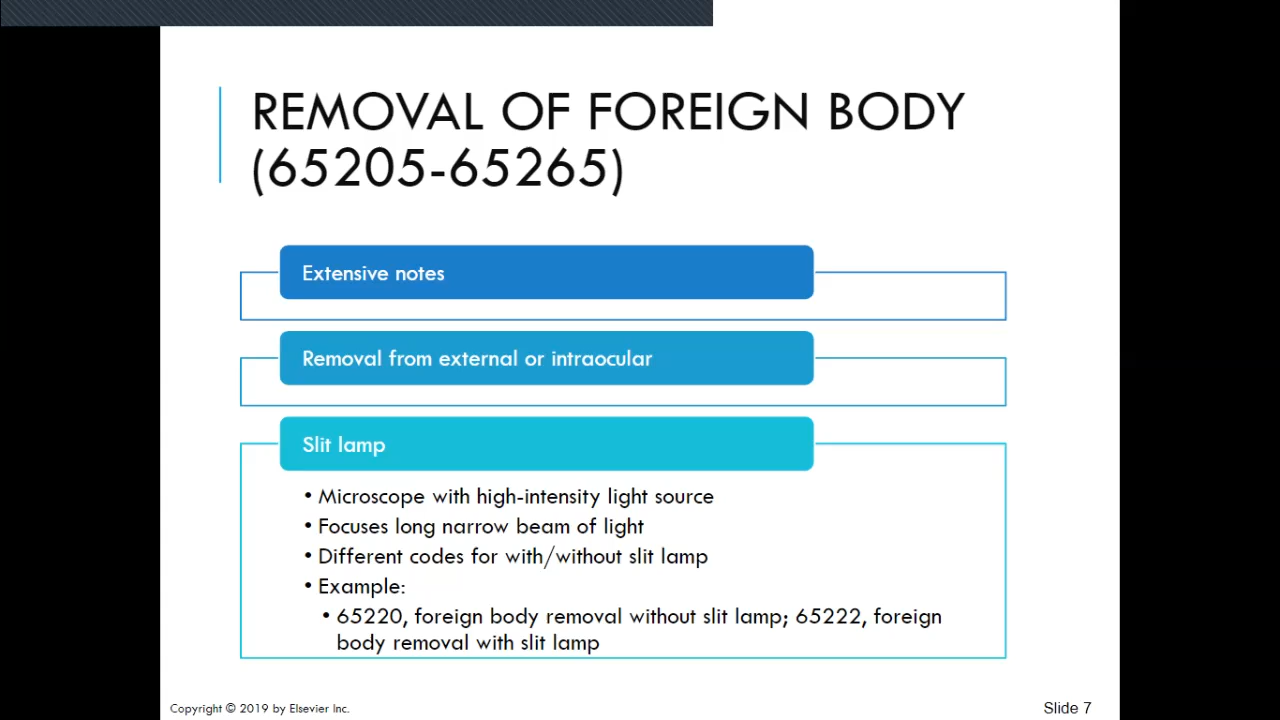 REMOVAL OF FOREIGN BODY
(65205-65265)
Extensive notes
Removal from external or intraocular
Slit lamp
• Microscope with high-intensity light source
• Focuses long narrow beam of light
• Different codes for with/without slit lamp
• Example:
• 65220, foreign body removal without slit lamp; 65222, foreign
body removal with slit lamp
Copyright © 2019 by Elsevier Inc.
Slide 7